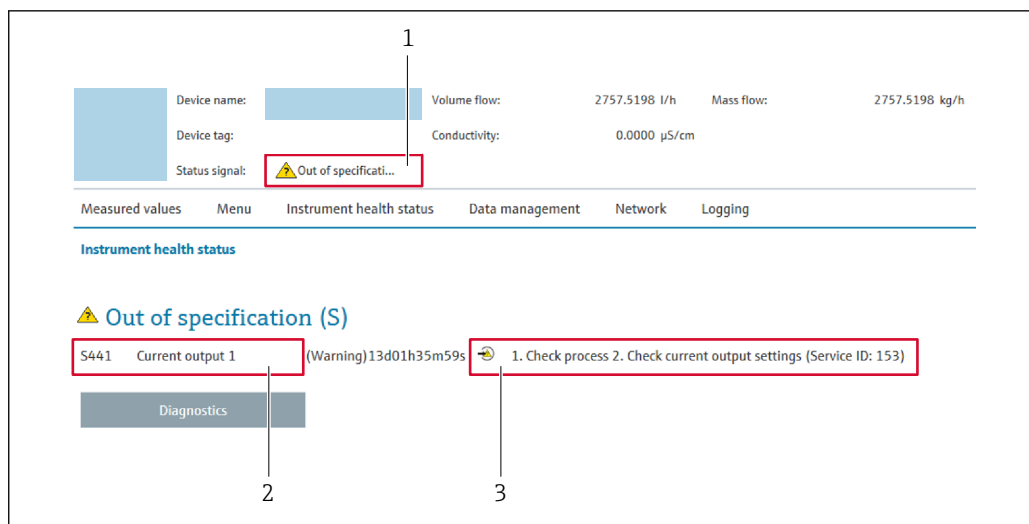 1
Device name: Volume flow: 2757.5198 l/h Mass flow: 2757.5198 kg/h
Device tag: Conductivity: 0.0000 µS/cm
Status signal: Out of specificati...
Measured values Menu Instrument health status Data management Network Logging
Instrument health status
Out of specification (S)
S441 Current output 1 (Warning)13d01h35m59s 1. Check process 2. Check current output settings (Service ID: 153)
Diagnostics
2 3